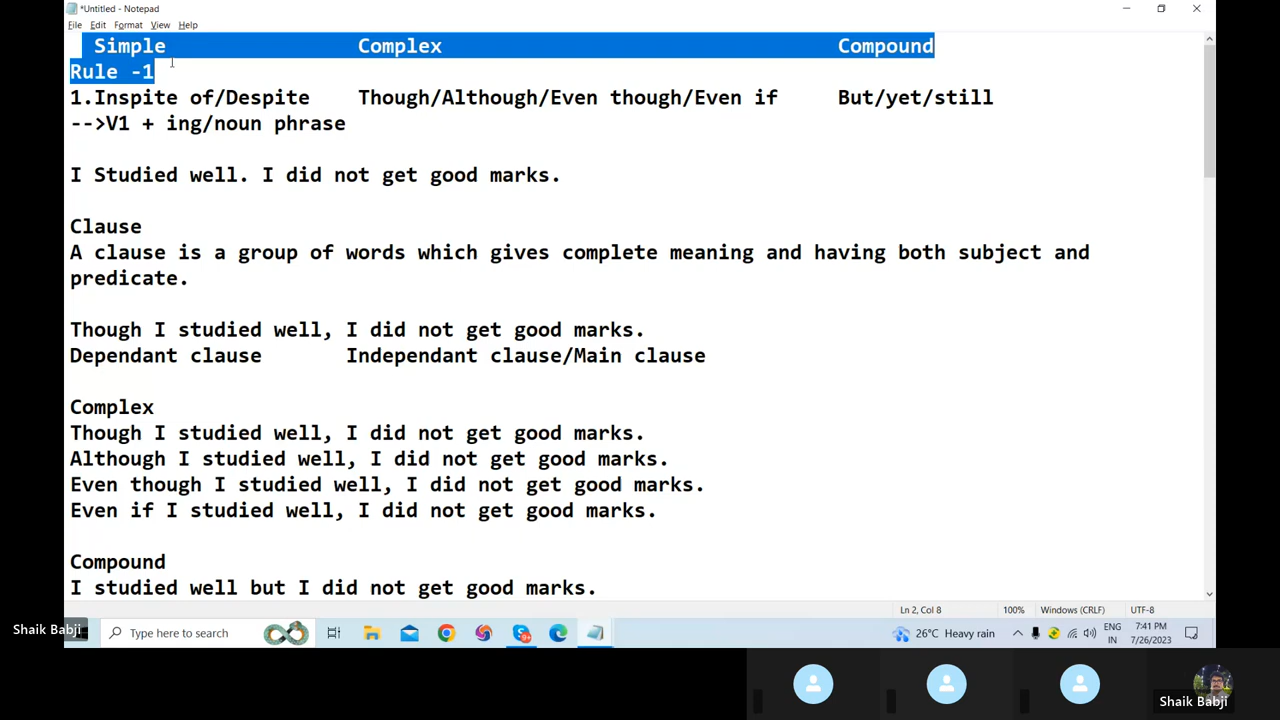 *Untitled - Notepad
File Edit Format View Help
Simple Complex Compound
Rule -1
1.Inspite of/Despite Though/Although/Even though/Even if But/yet/still
-->V1 + ing/noun phrase
I Studied well. I did not get good marks.
Clause
A clause is a group of words which gives complete meaning and having both subject and
predicate.
Though I studied well, I did not get good marks.
Dependant clause Independant clause/Main clause
Complex
Though I studied well, I did not get good marks.
Although I studied well, I did not get good marks.
Even though I studied well, I did not get good marks.
Even if I studied well, I did not get good marks.
Compound
I studied well but I did not get good marks.
Ln 2, Col 8 100% Windows (CRLF) UTF-8
Shaik Babji
Type here to search
26°C Heavy rain
ENG
IN
7:41 PM
7/26/2023
Shaik Babji